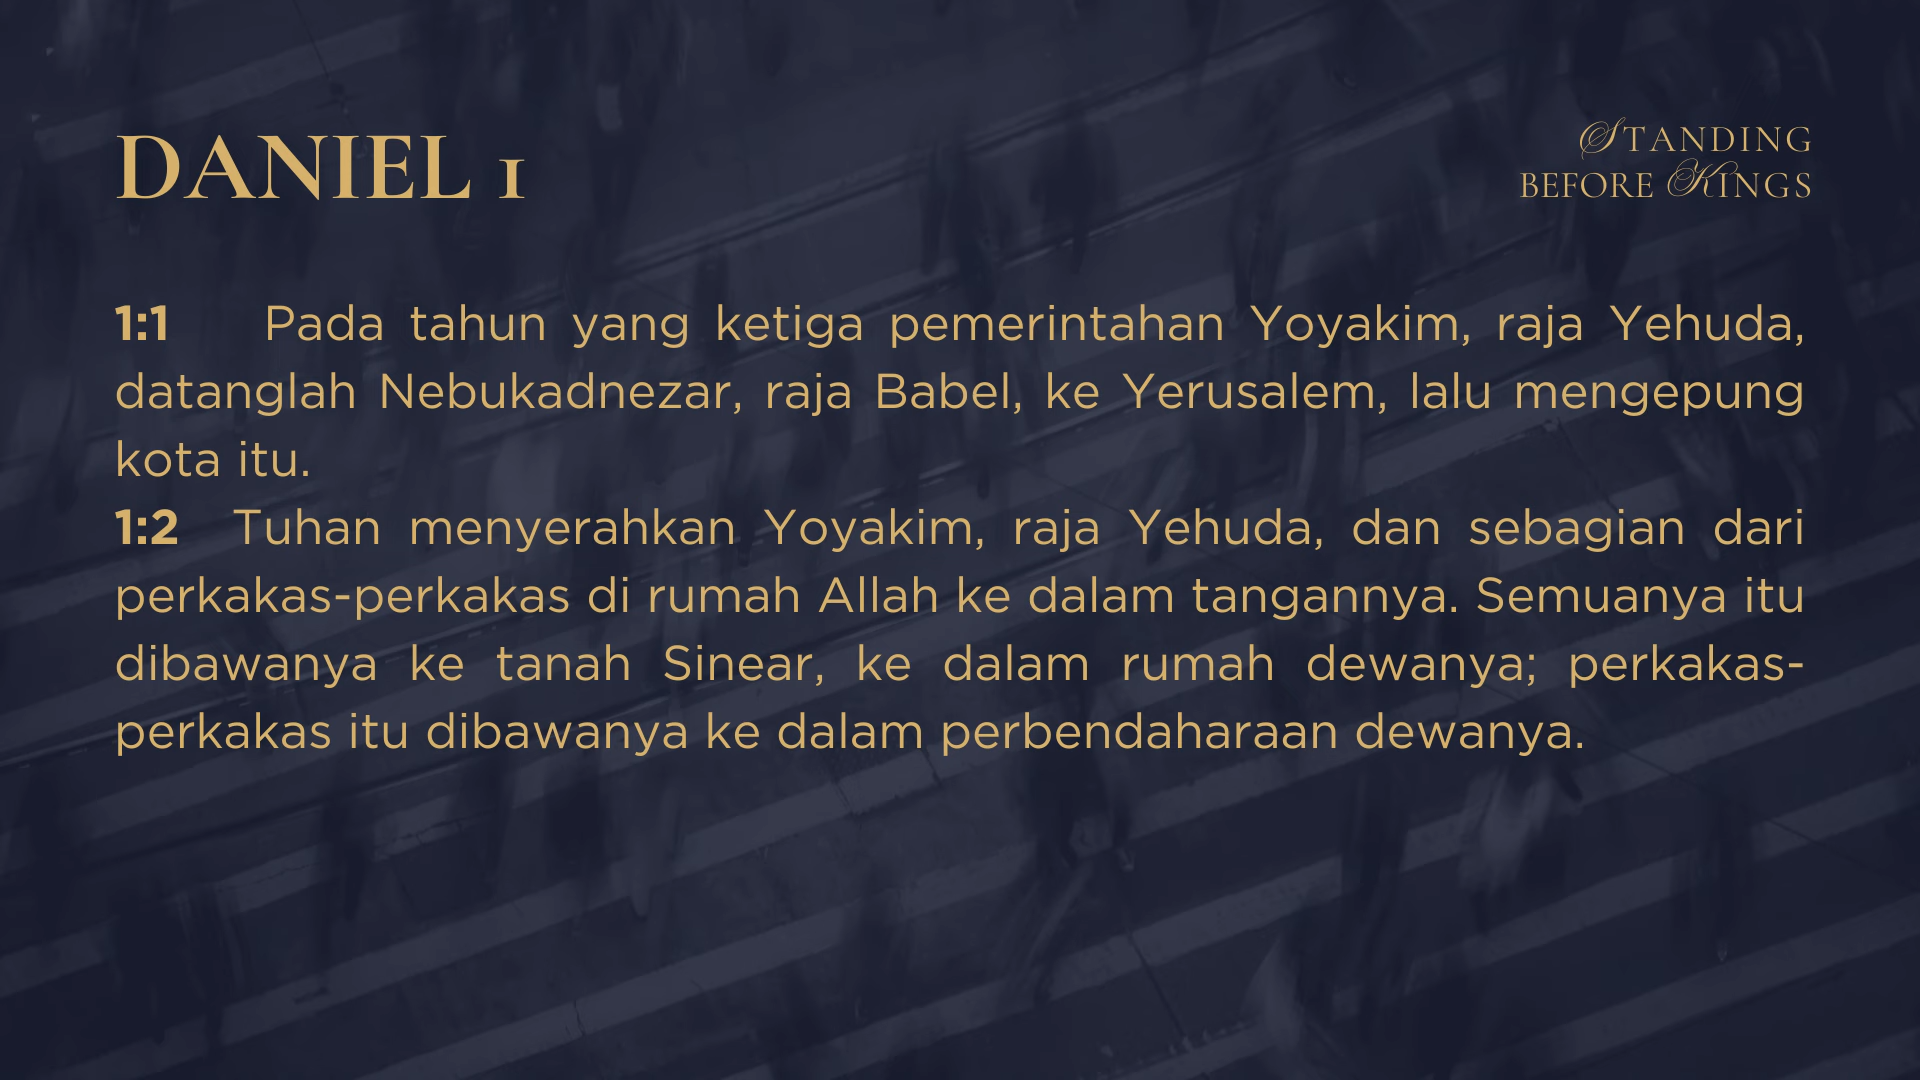 DANIEL 1
STANDING
BEFORE KINGS
1:1 Pada tahun yang ketiga pemerintahan Yoyakim, raja Yehuda,
datanglah Nebukadnezar, raja Babel, ke Yerusalem, lalu mengepung
kota itu.
1:2 Tuhan menyerahkan Yoyakim, raja Yehuda, dan sebagian dari
perkakas-perkakas di rumah Allah ke dalam tangannya. Semuanya itu
dibawanya ke tanah Sinear, ke dalam rumah dewanya; perkakas-
perkakas itu dibawanya ke dalam perbendaharaan dewanya.